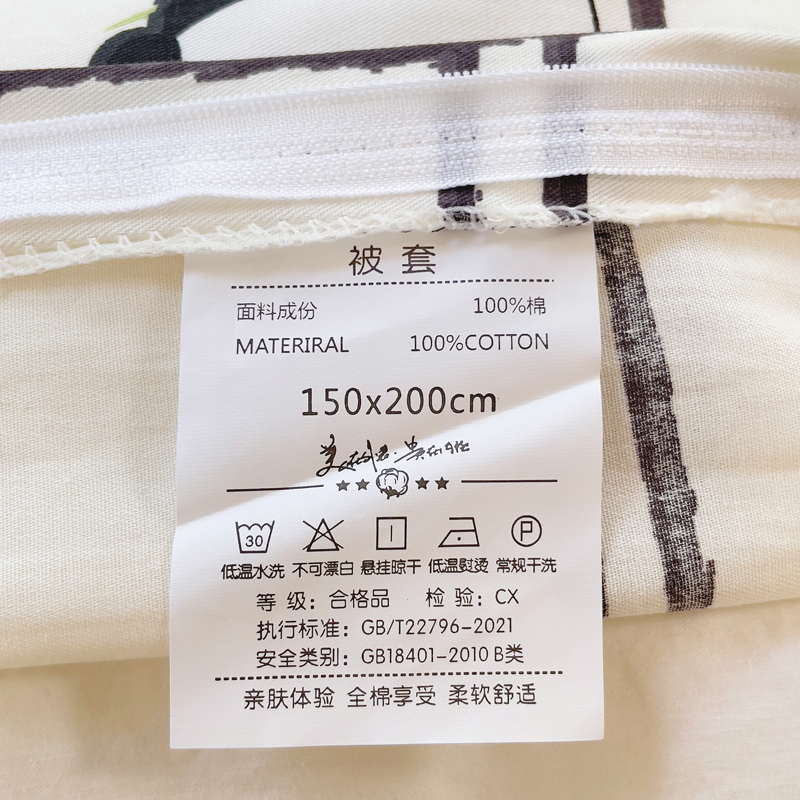 被套
面料成份 100%棉
MATERIRAL 100%COTTON
150x200cm
30 P
低温水洗 不可漂白 悬挂晾干 低温熨烫 常规干洗
等 级：合格品 检 验：CX
执行标准：GB/T22796-2021
安全类别：GB18401-2010 B类
亲肤体验 全棉享受 柔软舒适